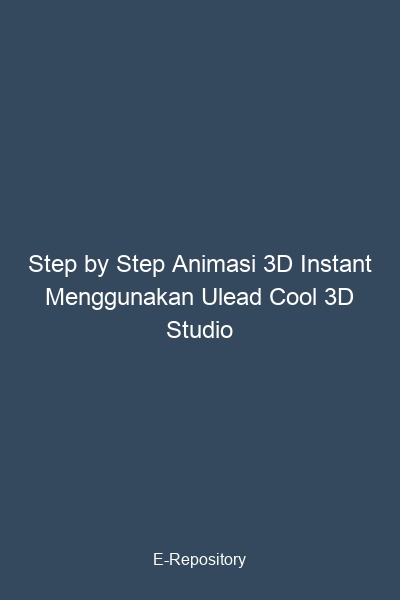 Step by Step Animasi 3D Instant
Menggunakan Ulead Cool 3D
Studio
E-Repository